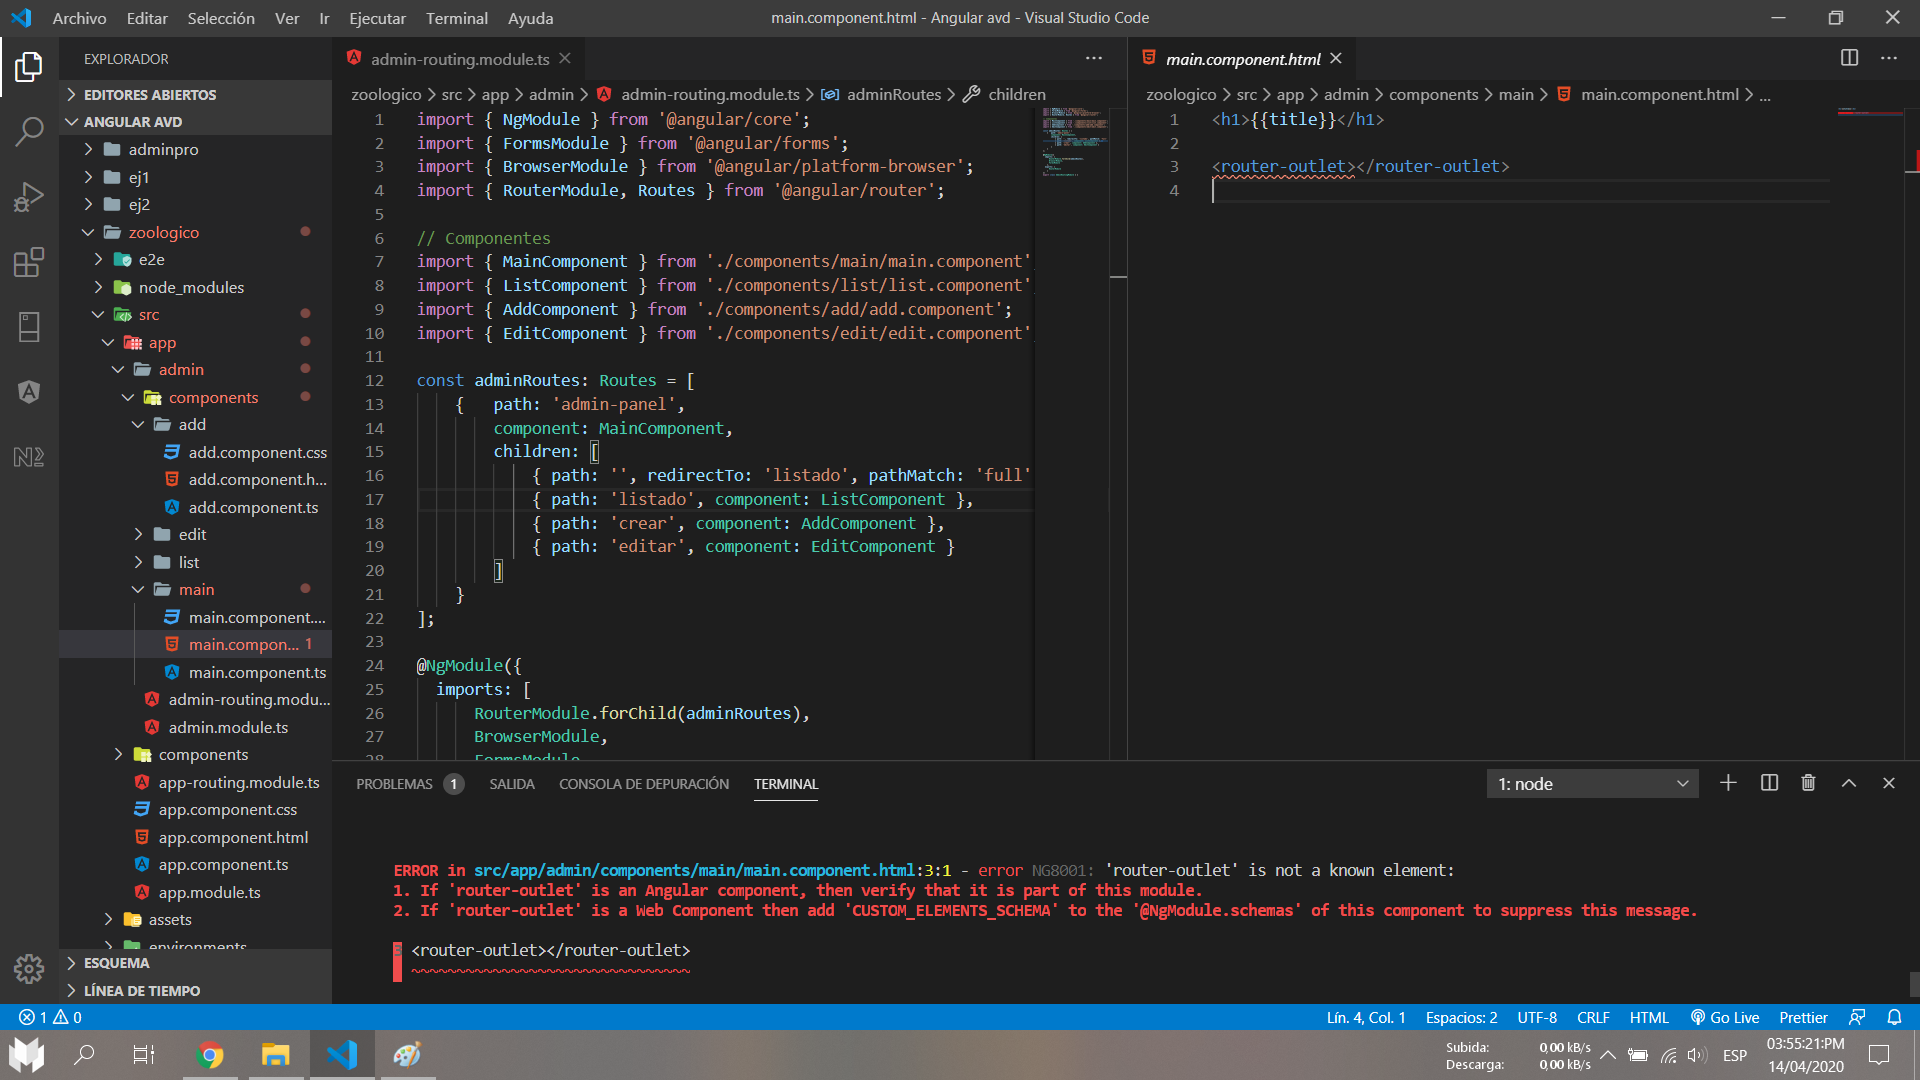 Archivo Editar Selección Ver Ir Ejecutar Terminal Ayuda
main.component.html - Angular avd - Visual Studio Code
EXPLORADOR
EDITORES ABIERTOS
ANGULAR AVD
adminpro
ej1
ej2
zoologico
e2e
node_modules
src
app
admin
components
add
add.component.css
add.component.h...
add.component.ts
edit
list
main
main.component....
main.compon... 1
main.component.ts
admin-routing.modu...
admin.module.ts
components
app-routing.module.ts
app.component.css
app.component.html
app.component.ts
app.module.ts
assets
environments
ESQUEMA
LÍNEA DE TIEMPO
admin-routing.module.ts
zoologico > src > app > admin > admin-routing.module.ts > adminRoutes > children
1 import { NgModule } from '@angular/core';
2 import { FormsModule } from '@angular/forms';
3 import { BrowserModule } from '@angular/platform-browser';
4 import { RouterModule, Routes } from '@angular/router';
5
6 // Componentes
7 import { MainComponent } from './components/main/main.component'
8 import { ListComponent } from './components/list/list.component'
9 import { AddComponent } from './components/add/add.component';
10 import { EditComponent } from './components/edit/edit.component'
11
12 const adminRoutes: Routes = [
13 { path: 'admin-panel',
14 component: MainComponent,
15 children: [
16 { path: '', redirectTo: 'listado', pathMatch: 'full'
17 { path: 'listado', component: ListComponent },
18 { path: 'crear', component: AddComponent },
19 { path: 'editar', component: EditComponent }
20 ]
21 }
22 ];
23
24 @NgModule({
25 imports: [
26 RouterModule.forChild(adminRoutes),
27 BrowserModule,
28 FormsModule
main.component.html
zoologico > src > app > admin > components > main > main.component.html > ...
1 <h1>{{title}}</h1>
2
3 <router-outlet></router-outlet>
4
PROBLEMAS 1 SALIDA CONSOLA DE DEPURACIÓN TERMINAL
1: node
ERROR in src/app/admin/components/main/main.component.html:3:1 - error NG8001: 'router-outlet' is not a known element:
1. If 'router-outlet' is an Angular component, then verify that it is part of this module.
2. If 'router-outlet' is a Web Component then add 'CUSTOM_ELEMENTS_SCHEMA' to the '@NgModule.schemas' of this component to suppress this message.
3 <router-outlet></router-outlet>
~~~~~~~~~~~~~~~~~~~~~~~~~~~~~~~
1 0
Lín. 4, Col. 1 Espacios: 2 UTF-8 CRLF HTML Go Live Prettier
Subida: 0,00 kB/s
Descarga: 0,00 kB/s
ESP
03:55:21:PM
14/04/2020